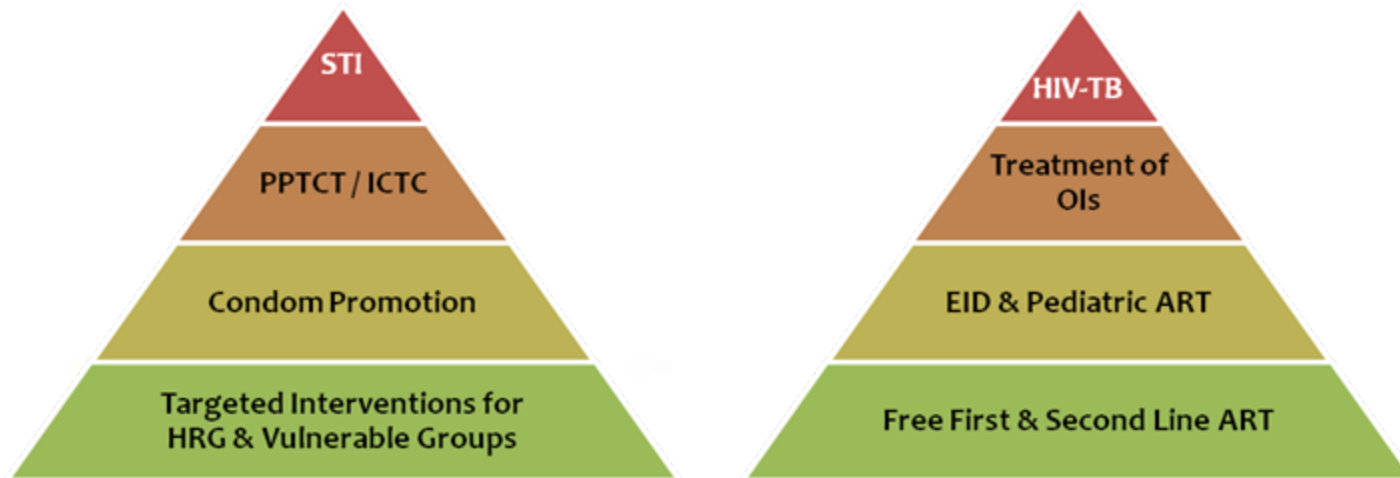 STI
PPTCT / ICTC
Condom Promotion
Targeted Interventions for
HRG & Vulnerable Groups
HIV-TB
Treatment of
OIs
EID & Pediatric ART
Free First & Second Line ART